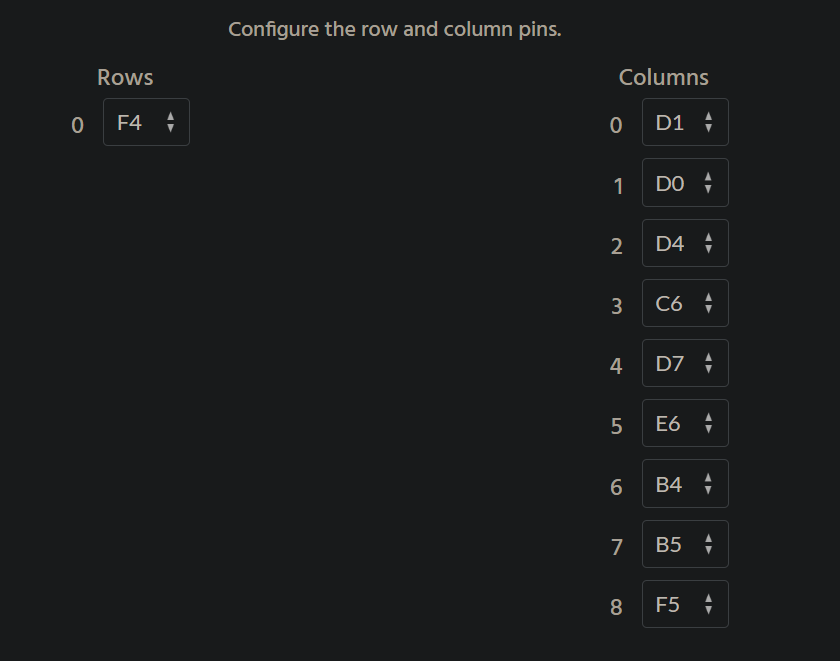 Configure the row and column pins.
Rows Columns
0 F4 0 D1
1 D0
2 D4
3 C6
4 D7
5 E6
6 B4
7 B5
8 F5